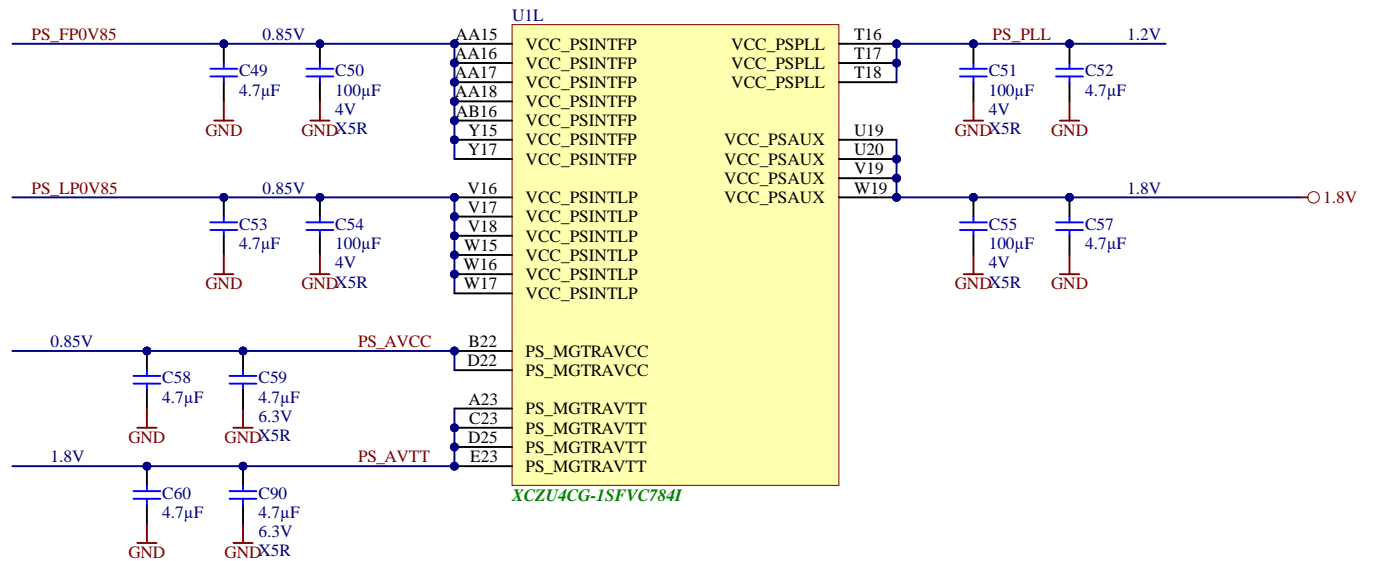 U1L
PS_FP0V85 0.85V AA15 VCC_PSINTFP VCC_PSPLL T16 PS_PLL 1.2V
AA16 VCC_PSINTFP VCC_PSPLL T17
C49 C50 AA17 VCC_PSINTFP VCC_PSPLL T18 C51 C52
4.7µF 100µF AA18 VCC_PSINTFP 100µF 4.7µF
4V AB16 VCC_PSINTFP 4V
GND GND X5R Y15 VCC_PSINTFP VCC_PSAUX U19 GND X5R GND
Y17 VCC_PSINTFP VCC_PSAUX U20
VCC_PSAUX V19
PS_LP0V85 0.85V V16 VCC_PSINTLP VCC_PSAUX W19 1.8V 1.8V
V17 VCC_PSINTLP
C53 C54 V18 VCC_PSINTLP C55 C57
4.7µF 100µF W15 VCC_PSINTLP 100µF 4.7µF
4V W16 VCC_PSINTLP 4V
GND GND X5R W17 VCC_PSINTLP GND X5R GND
0.85V PS_AVCC B22 PS_MGTRAVCC
D22 PS_MGTRAVCC
C58 C59
4.7µF 4.7µF
6.3V
GND GND X5R
A23 PS_MGTRAVTT
C23 PS_MGTRAVTT
D25 PS_MGTRAVTT
1.8V PS_AVTT E23 PS_MGTRAVTT
XCZU4CG-1SFVC784I
C60 C90
4.7µF 4.7µF
6.3V
GND GND X5R